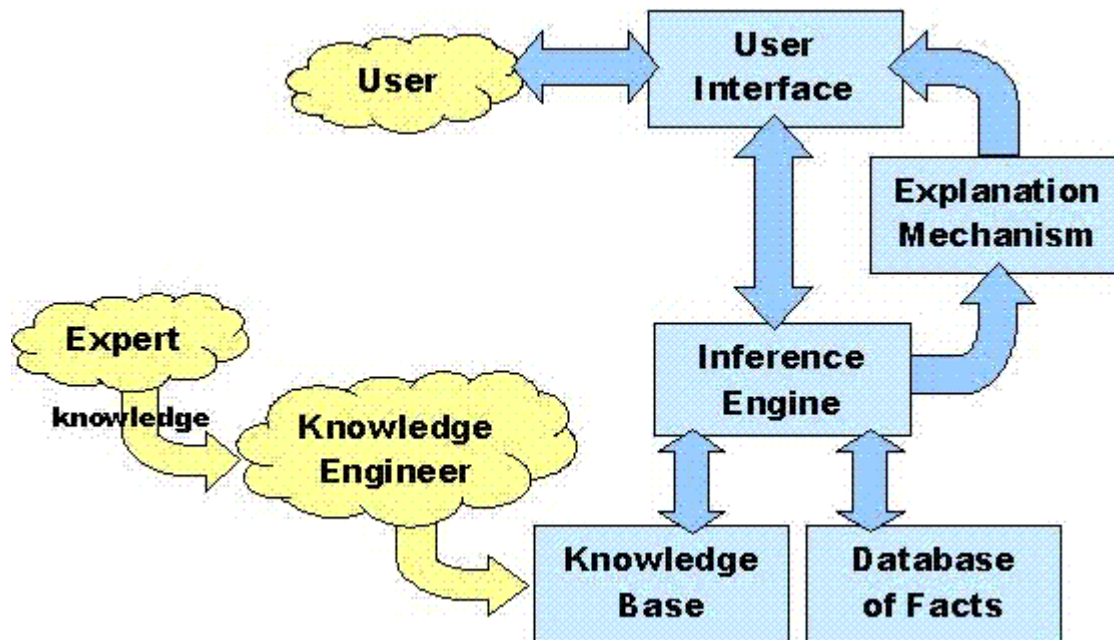 User
User
Interface
Explanation
Mechanism
Expert
knowledge
Inference
Engine
Knowledge
Engineer
Knowledge
Base
Database
of Facts